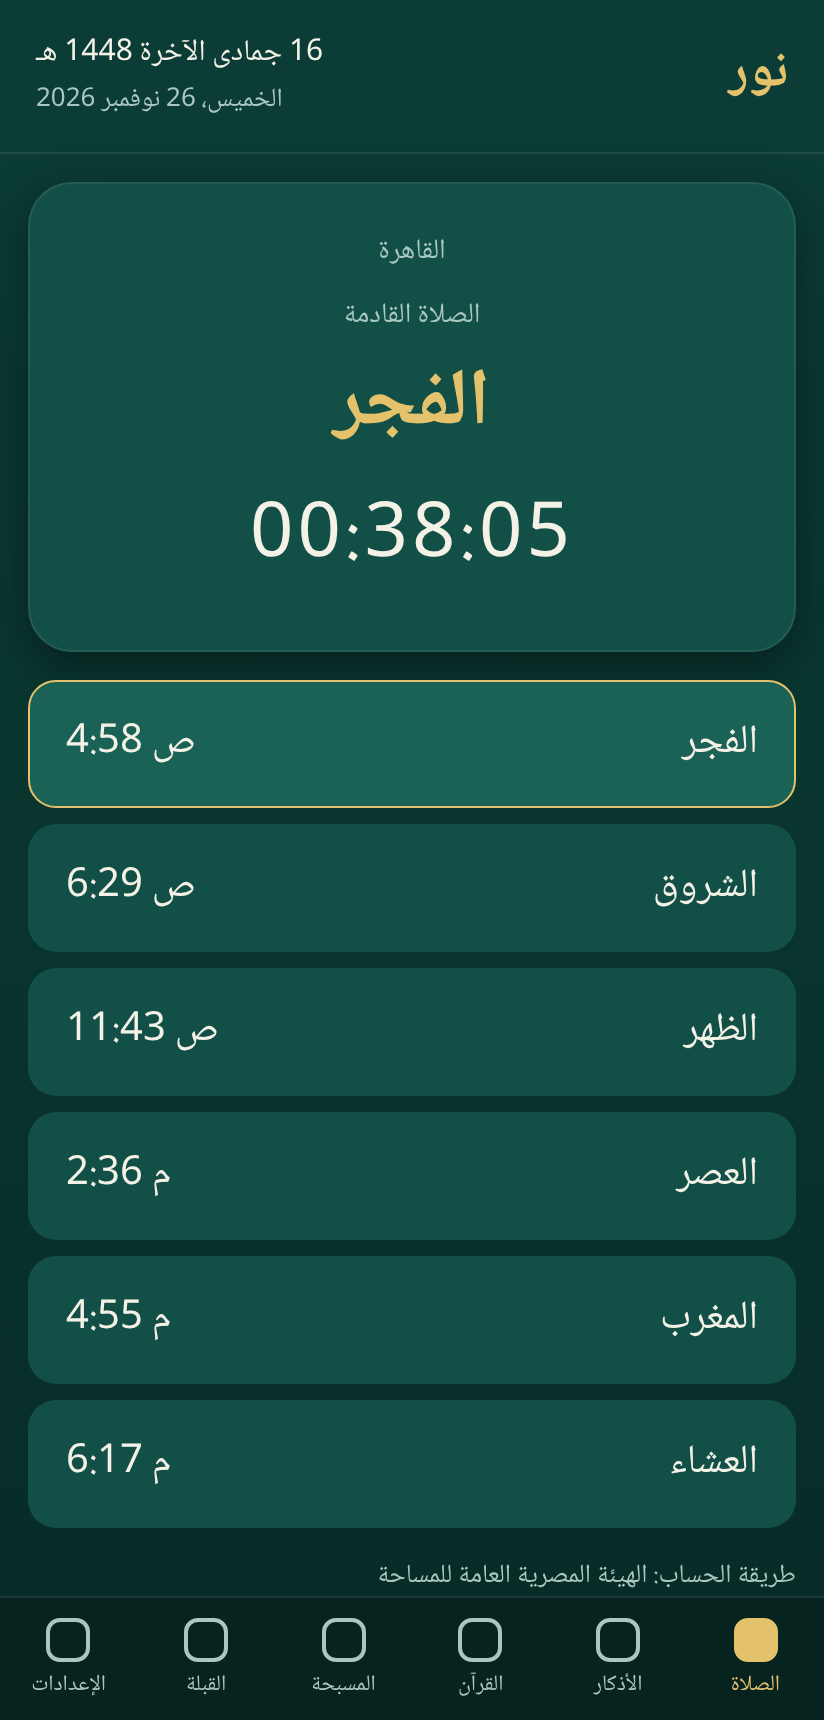 نور
16 جمادى الآخرة 1448 هـ
الخميس، 26 نوفمبر 2026
القاهرة
الصلاة القادمة
الفجر
00:38:05
الفجر
4:58 ص
الشروق
6:29 ص
الظهر
11:43 ص
العصر
2:36 م
المغرب
4:55 م
العشاء
6:17 م
طريقة الحساب: الهيئة المصرية العامة للمساحة
الصلاة
الأذكار
القرآن
المسبحة
القبلة
الإعدادات